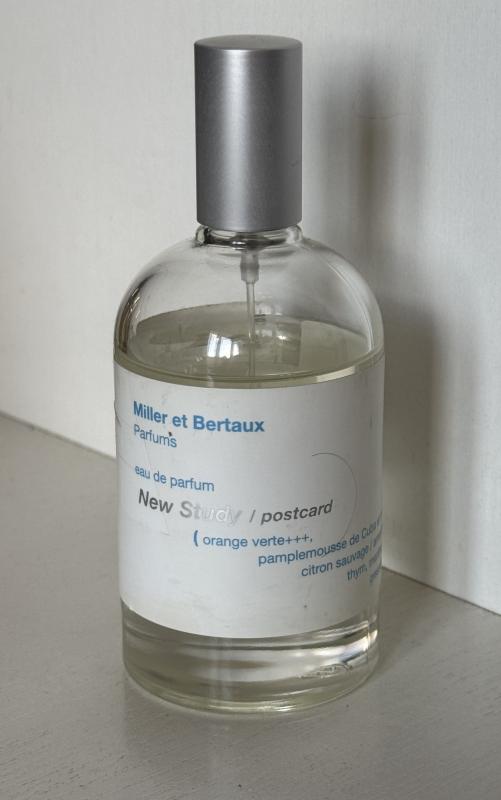 Miller et Bertaux
Parfums
eau de parfum
New Study / postcard
( orange verte+++,
pamplemousse de Cuba
citron sauvage /
thym,